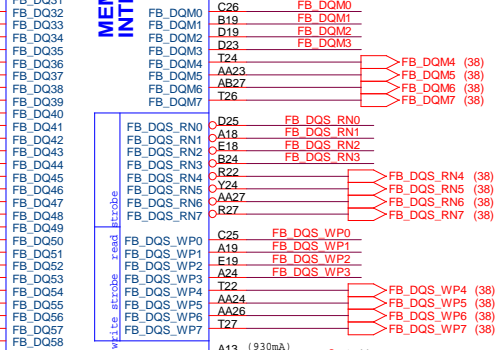 FB_DQ31
FB_DQ32 FB_DQM0 C26 FB_DQM0
FB_DQ33 FB_DQM1 B19 FB_DQM1
FB_DQ34 FB_DQM2 D19 FB_DQM2
FB_DQ35 FB_DQM3 D23 FB_DQM3
FB_DQ36 FB_DQM4 T24 FB_DQM4 (38)
FB_DQ37 FB_DQM5 AA23 FB_DQM5 (38)
FB_DQ38 FB_DQM6 AB27 FB_DQM6 (38)
FB_DQ39 FB_DQM7 T26 FB_DQM7 (38)
FB_DQ40
FB_DQ41 FB_DQS_RN0 D25 FB_DQS_RN0
FB_DQ42 FB_DQS_RN1 A18 FB_DQS_RN1
FB_DQ43 FB_DQS_RN2 E18 FB_DQS_RN2
FB_DQ44 FB_DQS_RN3 B24 FB_DQS_RN3
FB_DQ45 FB_DQS_RN4 R22 FB_DQS_RN4 (38)
FB_DQ46 FB_DQS_RN5 Y24 FB_DQS_RN5 (38)
FB_DQ47 FB_DQS_RN6 AA27 FB_DQS_RN6 (38)
FB_DQ48 FB_DQS_RN7 R27 FB_DQS_RN7 (38)
FB_DQ49
FB_DQ50 FB_DQS_WP0 C25 FB_DQS_WP0
FB_DQ51 FB_DQS_WP1 A19 FB_DQS_WP1
FB_DQ52 FB_DQS_WP2 E19 FB_DQS_WP2
FB_DQ53 FB_DQS_WP3 A24 FB_DQS_WP3
FB_DQ54 FB_DQS_WP4 T22 FB_DQS_WP4 (38)
FB_DQ55 FB_DQS_WP5 AA24 FB_DQS_WP5 (38)
FB_DQ56 FB_DQS_WP6 AA26 FB_DQS_WP6 (38)
FB_DQ57 FB_DQS_WP7 T27 FB_DQS_WP7 (38)
FB_DQ58
A13 (930mA)
MEM
INT
read strobe
write strobe